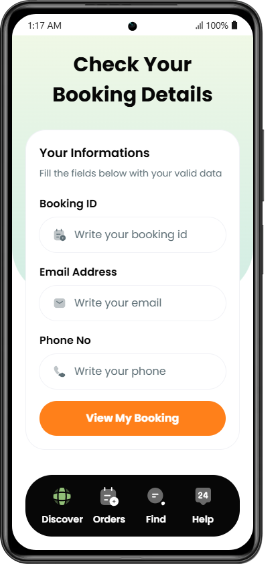 1:17 AM
100%
Check Your
Booking Details
Your Informations
Fill the fields below with your valid data
Booking ID
Write your booking id
Email Address
Write your email
Phone No
Write your phone
View My Booking
24
Discover Orders Find Help